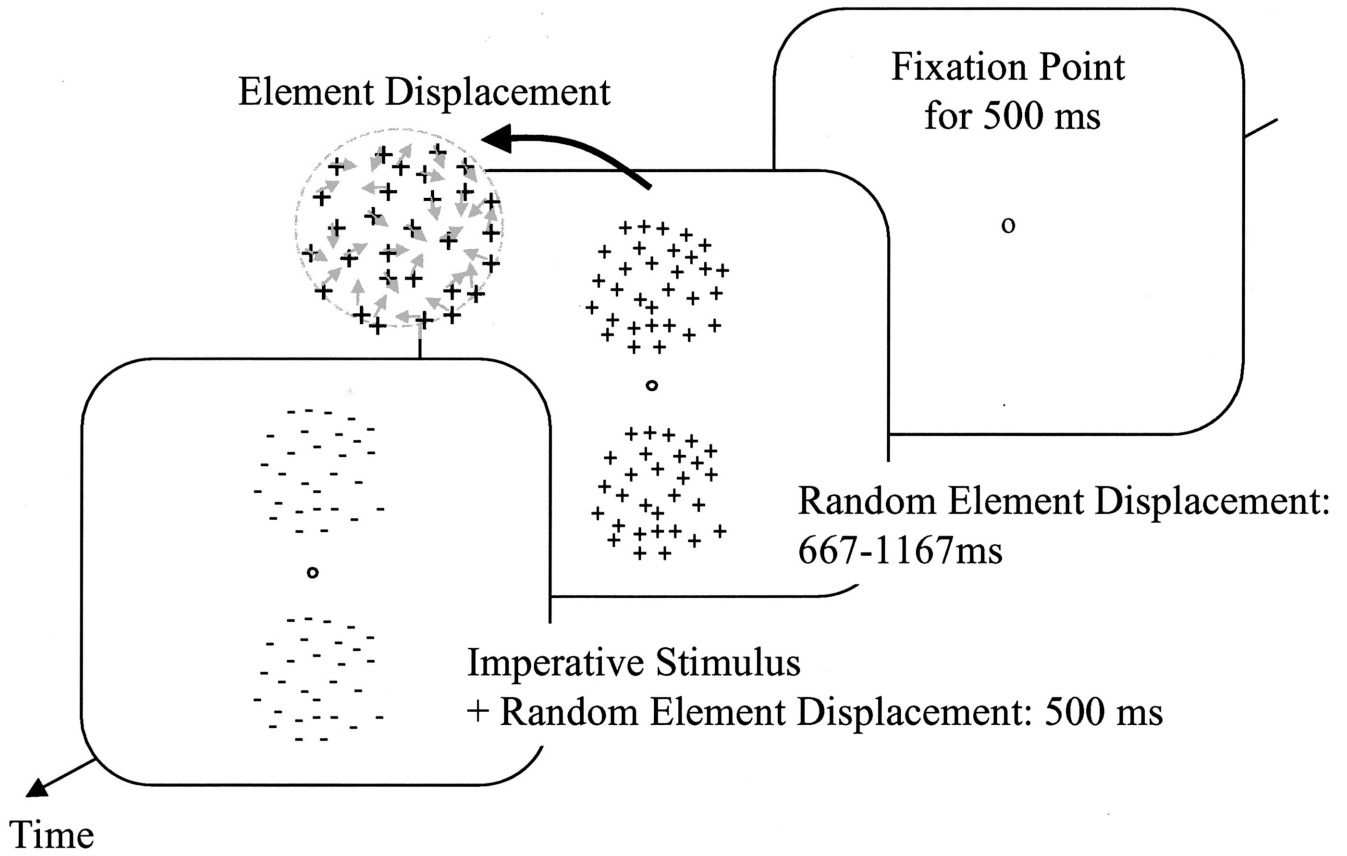 Fixation Point
for 500 ms
Element Displacement
Random Element Displacement:
667-1167ms
Imperative Stimulus
+ Random Element Displacement: 500 ms
Time